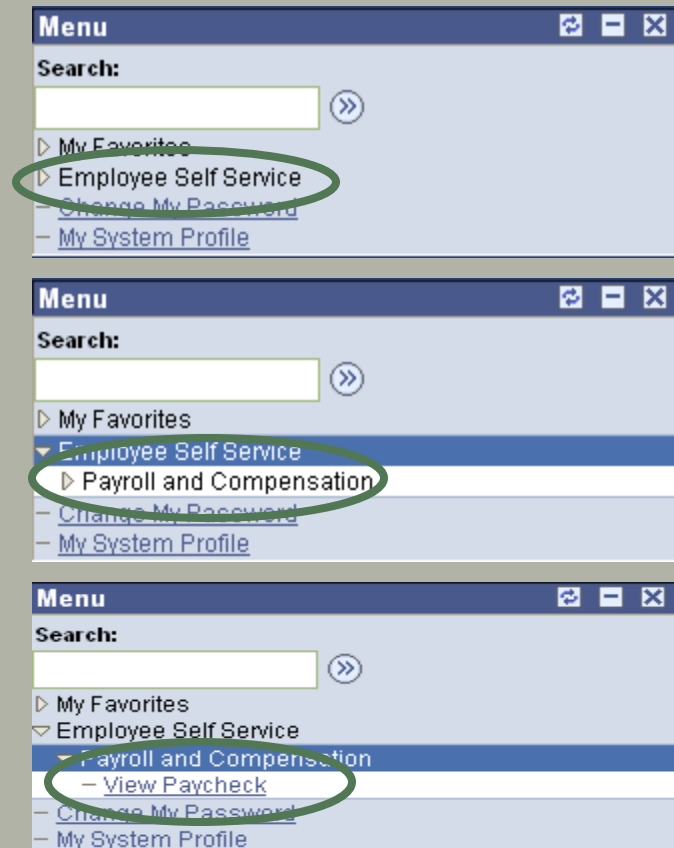 Menu
Search:
My Favorites
Employee Self Service
Change My Password
My System Profile
Menu
Search:
My Favorites
Employee Self Service
Payroll and Compensation
Change My Password
My System Profile
Menu
Search:
My Favorites
Employee Self Service
Payroll and Compensation
View Paycheck
Change My Password
My System Profile